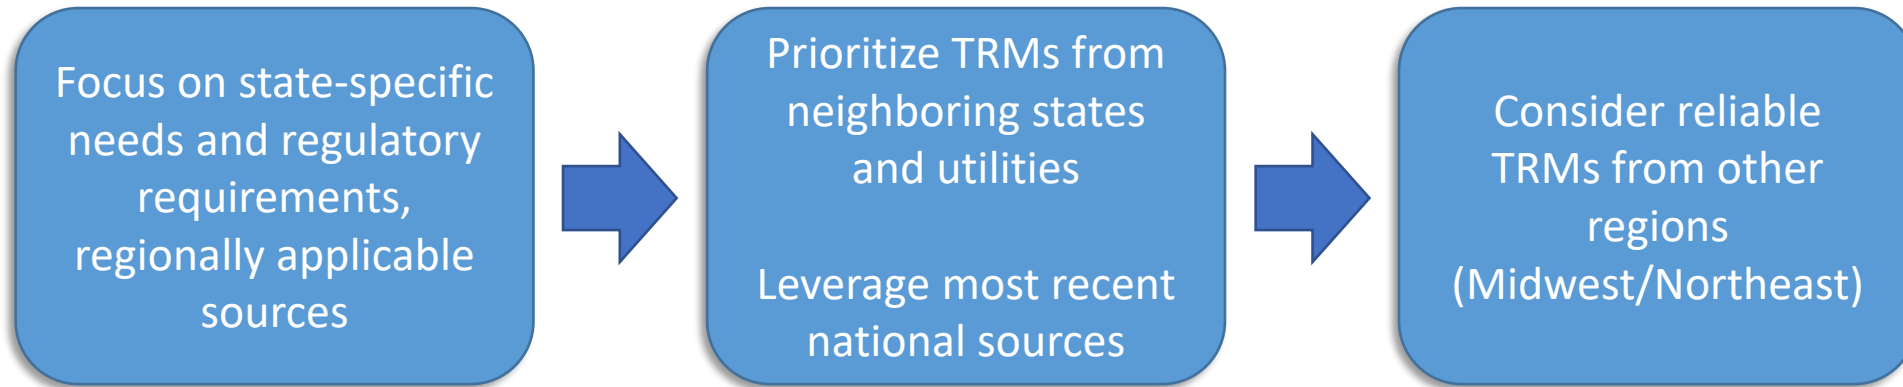 Focus on state-specific
needs and regulatory
requirements,
regionally applicable
sources
Prioritize TRMs from
neighboring states
and utilities
Leverage most recent
national sources
Consider reliable
TRMs from other
regions
(Midwest/Northeast)